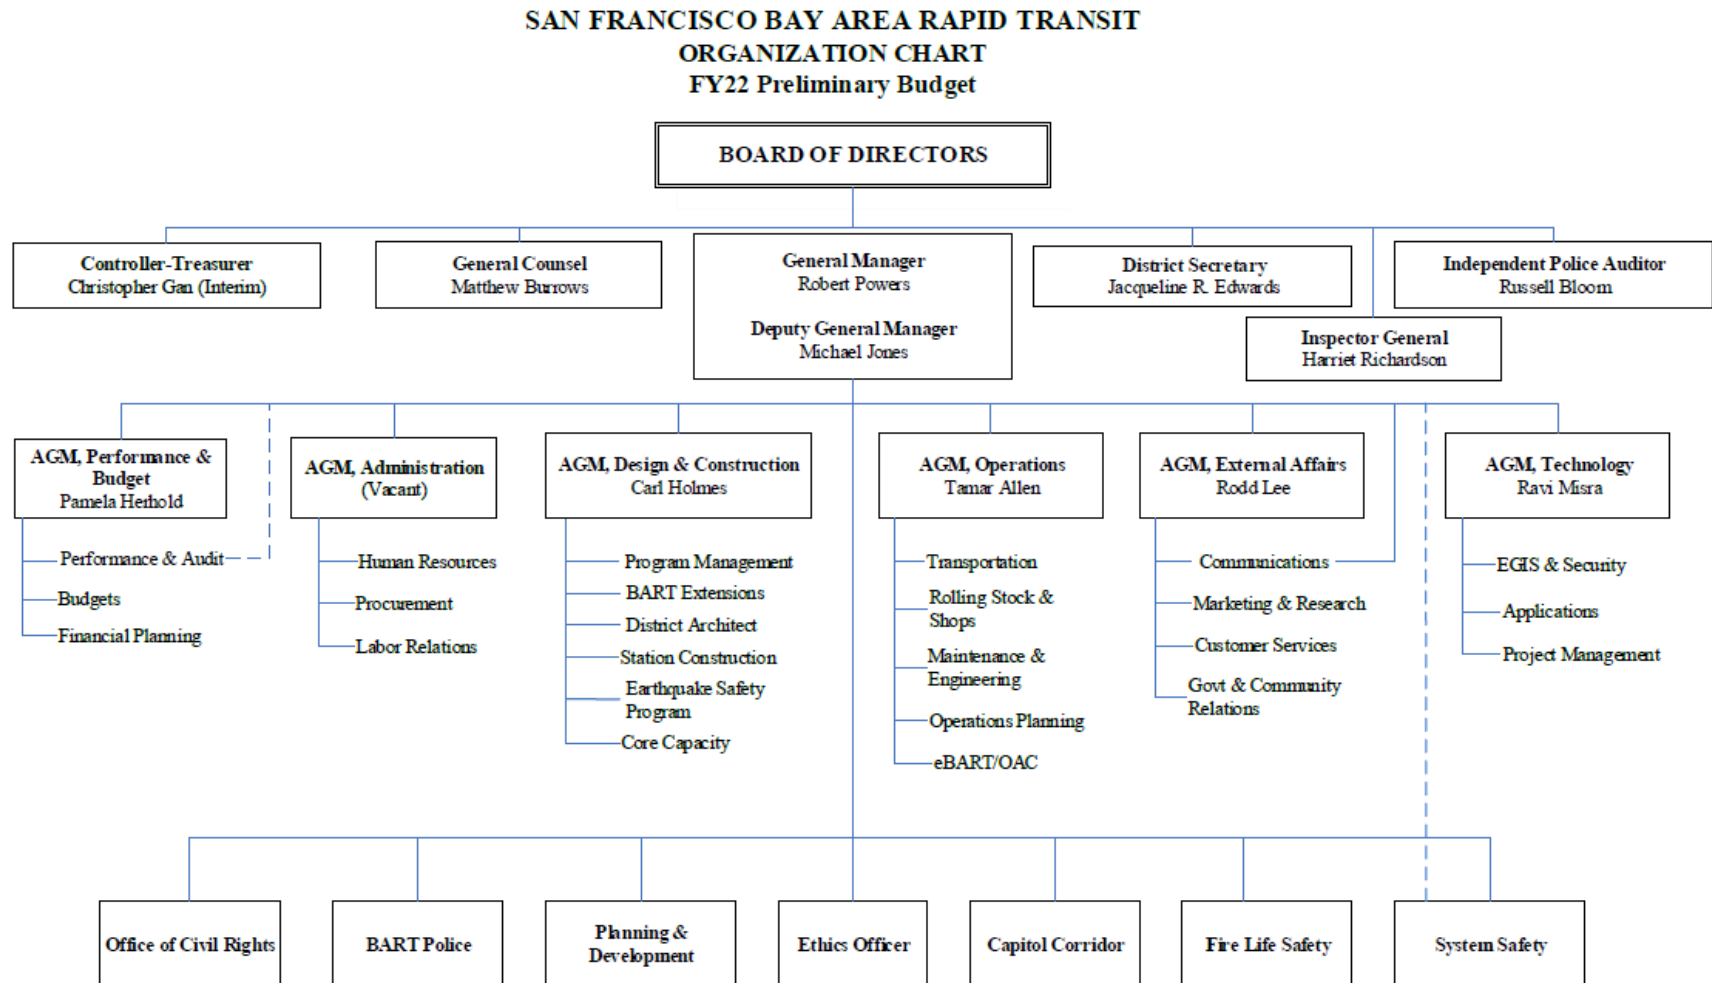 SAN FRANCISCO BAY AREA RAPID TRANSIT
ORGANIZATION CHART
FY22 Preliminary Budget
BOARD OF DIRECTORS
Controller-Treasurer
Christopher Gan (Interim)
General Counsel
Matthew Burrows
General Manager
Robert Powers
Deputy General Manager
Michael Jones
District Secretary
Jacqueline R. Edwards
Independent Police Auditor
Russell Bloom
Inspector General
Harriet Richardson
AGM, Performance &
Budget
Pamela Herhold
Performance & Audit
Budgets
Financial Planning
AGM, Administration
(Vacant)
Human Resources
Procurement
Labor Relations
AGM, Design & Construction
Carl Holmes
Program Management
BART Extensions
District Architect
Station Construction
Earthquake Safety
Program
Core Capacity
AGM, Operations
Tamar Allen
Transportation
Rolling Stock &
Shops
Maintenance &
Engineering
Operations Planning
eBART/OAC
AGM, External Affairs
Rodd Lee
Communications
Marketing & Research
Customer Services
Govt & Community
Relations
AGM, Technology
Ravi Misra
EGIS & Security
Applications
Project Management
Office of Civil Rights
BART Police
Planning &
Development
Ethics Officer
Capitol Corridor
Fire Life Safety
System Safety